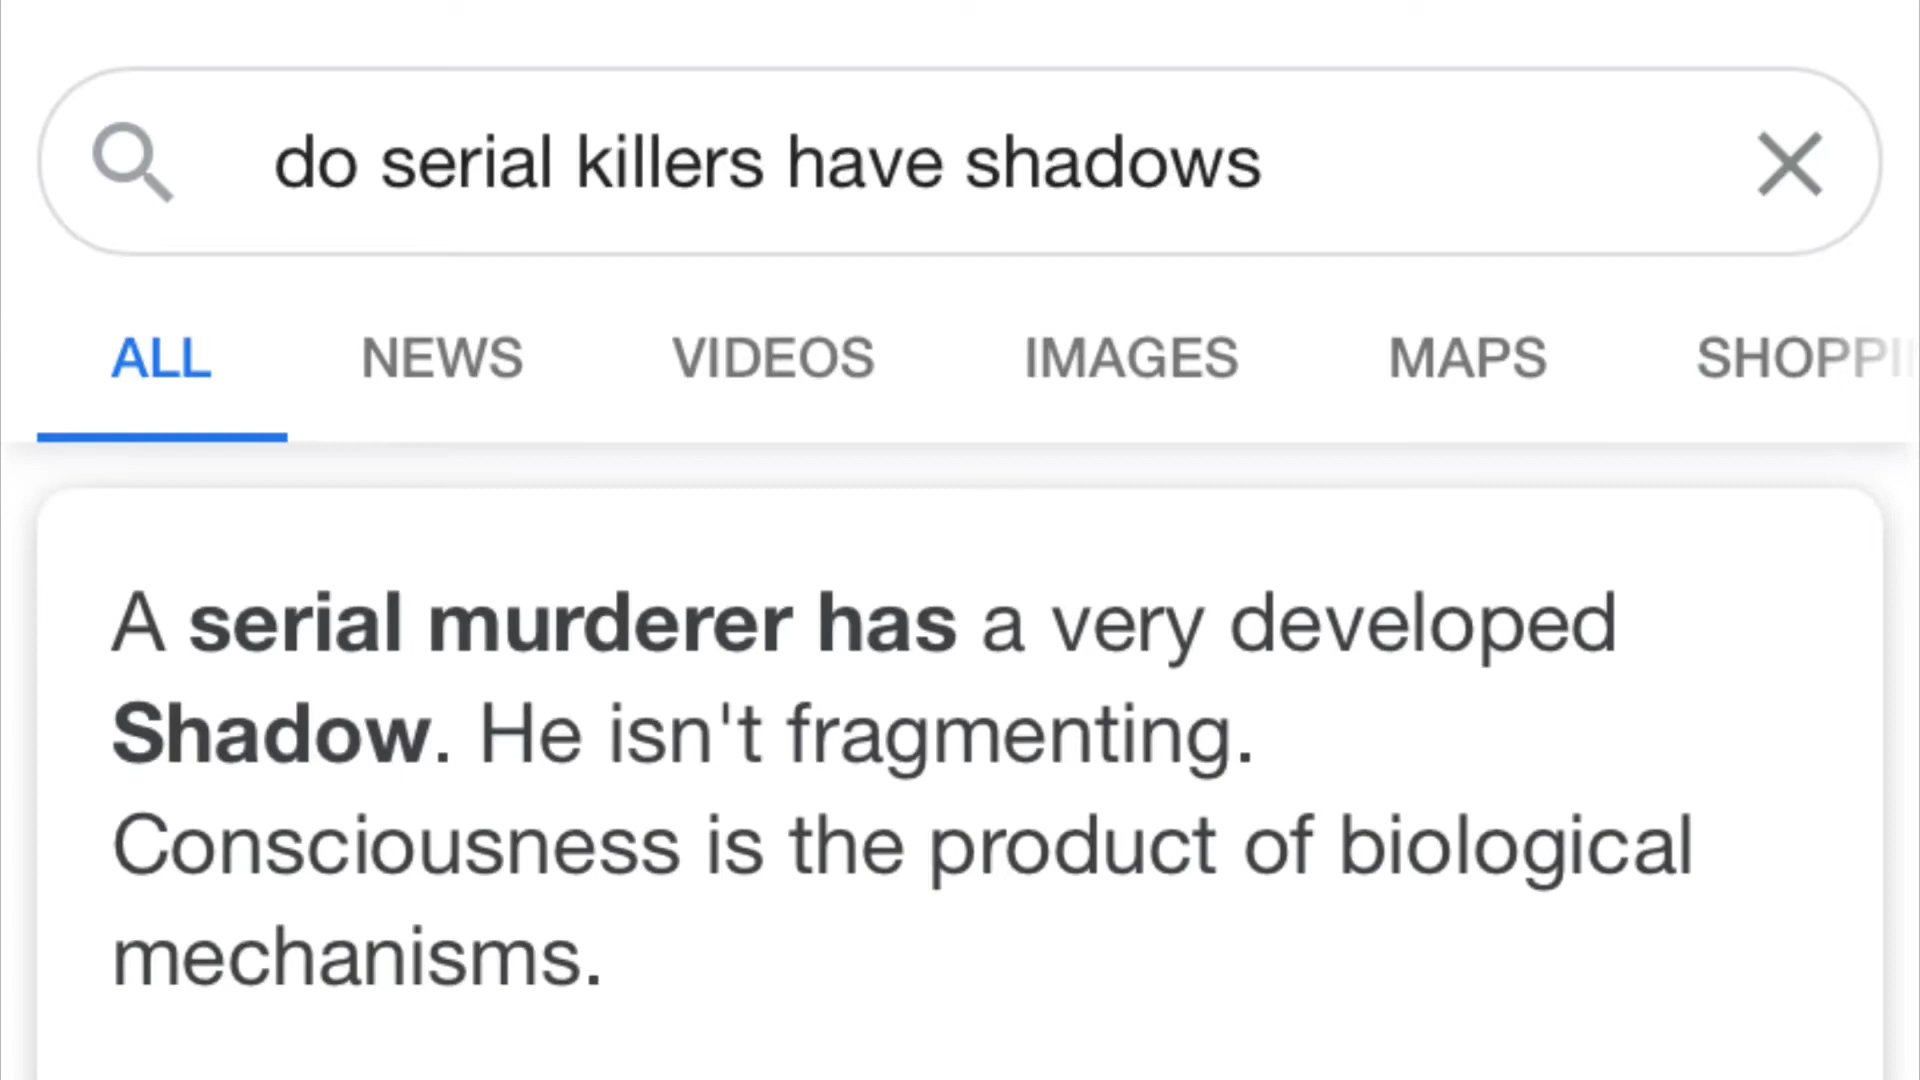 do serial killers have shadows
ALL NEWS VIDEOS IMAGES MAPS SHOPPI
A serial murderer has a very developed
Shadow. He isn't fragmenting.
Consciousness is the product of biological
mechanisms.